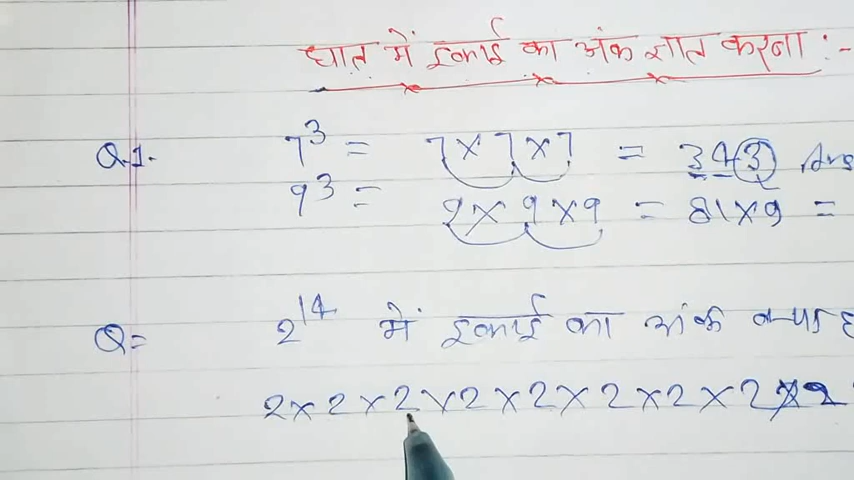 घात में इकाई का अंक ज्ञात करना :-
Q.1. 7³ = 7×7×7 = 343 Ans
9³ = 9×9×9 = 81×9 =
Q= 2¹⁴ में इकाई का अंक क्या ह
2×2×2×2×2×2×2×2×2